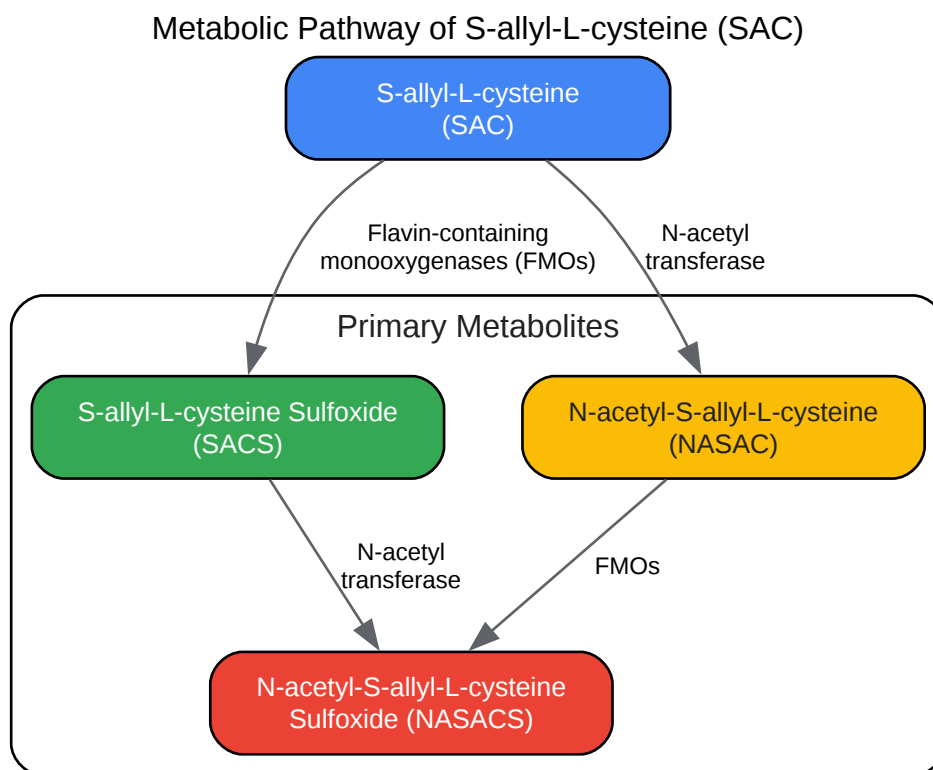 Metabolic Pathway of S-allyl-L-cysteine (SAC)
S-allyl-L-cysteine
(SAC)
Flavin-containing
monooxygenases (FMOs)
N-acetyl
transferase
Primary Metabolites
S-allyl-L-cysteine Sulfoxide
(SACS)
N-acetyl-S-allyl-L-cysteine
(NASAC)
N-acetyl
transferase
FMOs
N-acetyl-S-allyl-L-cysteine
Sulfoxide (NASACS)